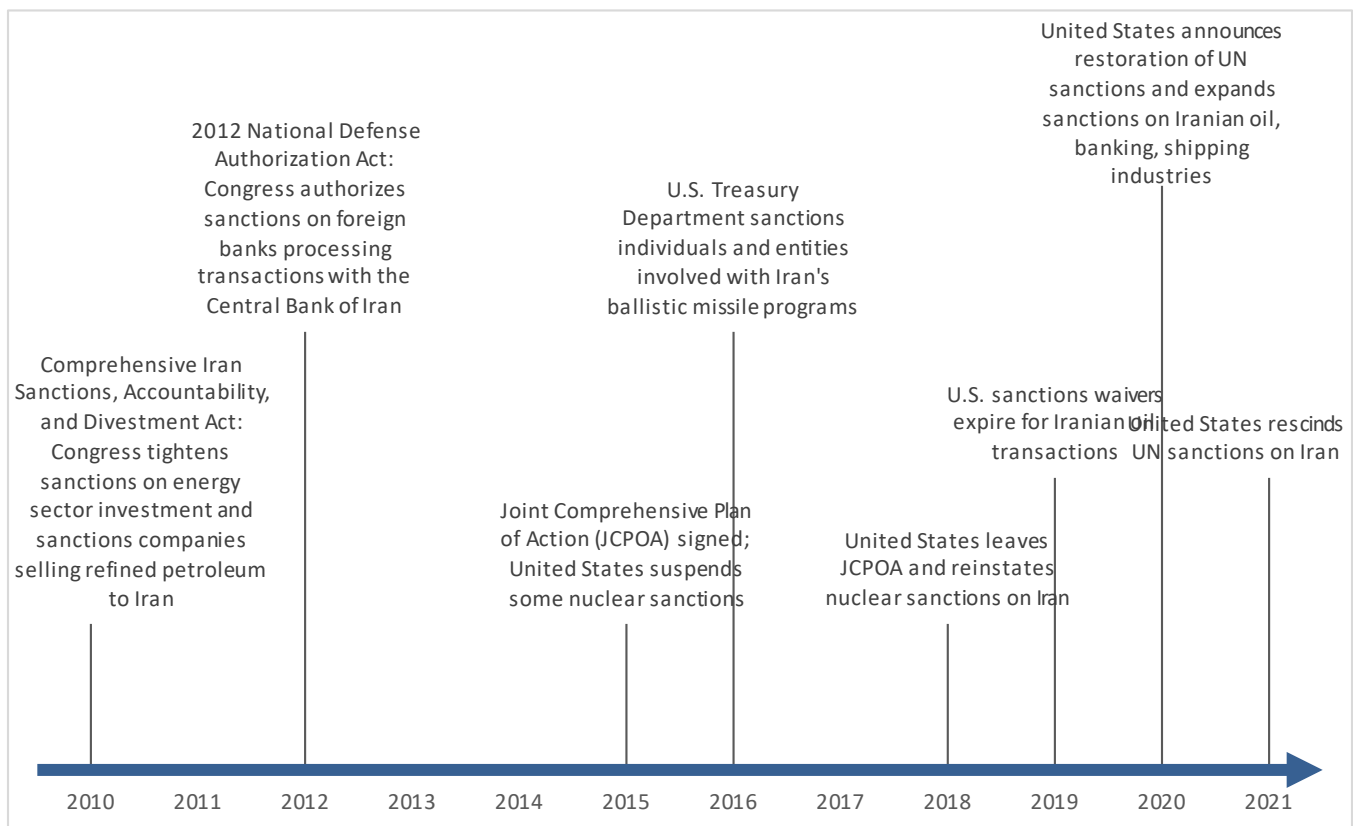 Comprehensive Iran
Sanctions, Accountability,
and Divestment Act:
Congress tightens
sanctions on energy
sector investment and
sanctions companies
selling refined petroleum
to Iran
2012 National Defense
Authorization Act:
Congress authorizes
sanctions on foreign
banks processing
transactions with the
Central Bank of Iran
Joint Comprehensive Plan
of Action (JCPOA) signed;
United States suspends
some nuclear sanctions
U.S. Treasury
Department sanctions
individuals and entities
involved with Iran's
ballistic missile programs
United States leaves
JCPOA and reinstates
nuclear sanctions on Iran
U.S. sanctions waivers
expire for Iranian oil
transactions
United States announces
restoration of UN
sanctions and expands
sanctions on Iranian oil,
banking, shipping
industries
United States rescinds
UN sanctions on Iran
2010 2011 2012 2013 2014 2015 2016 2017 2018 2019 2020 2021